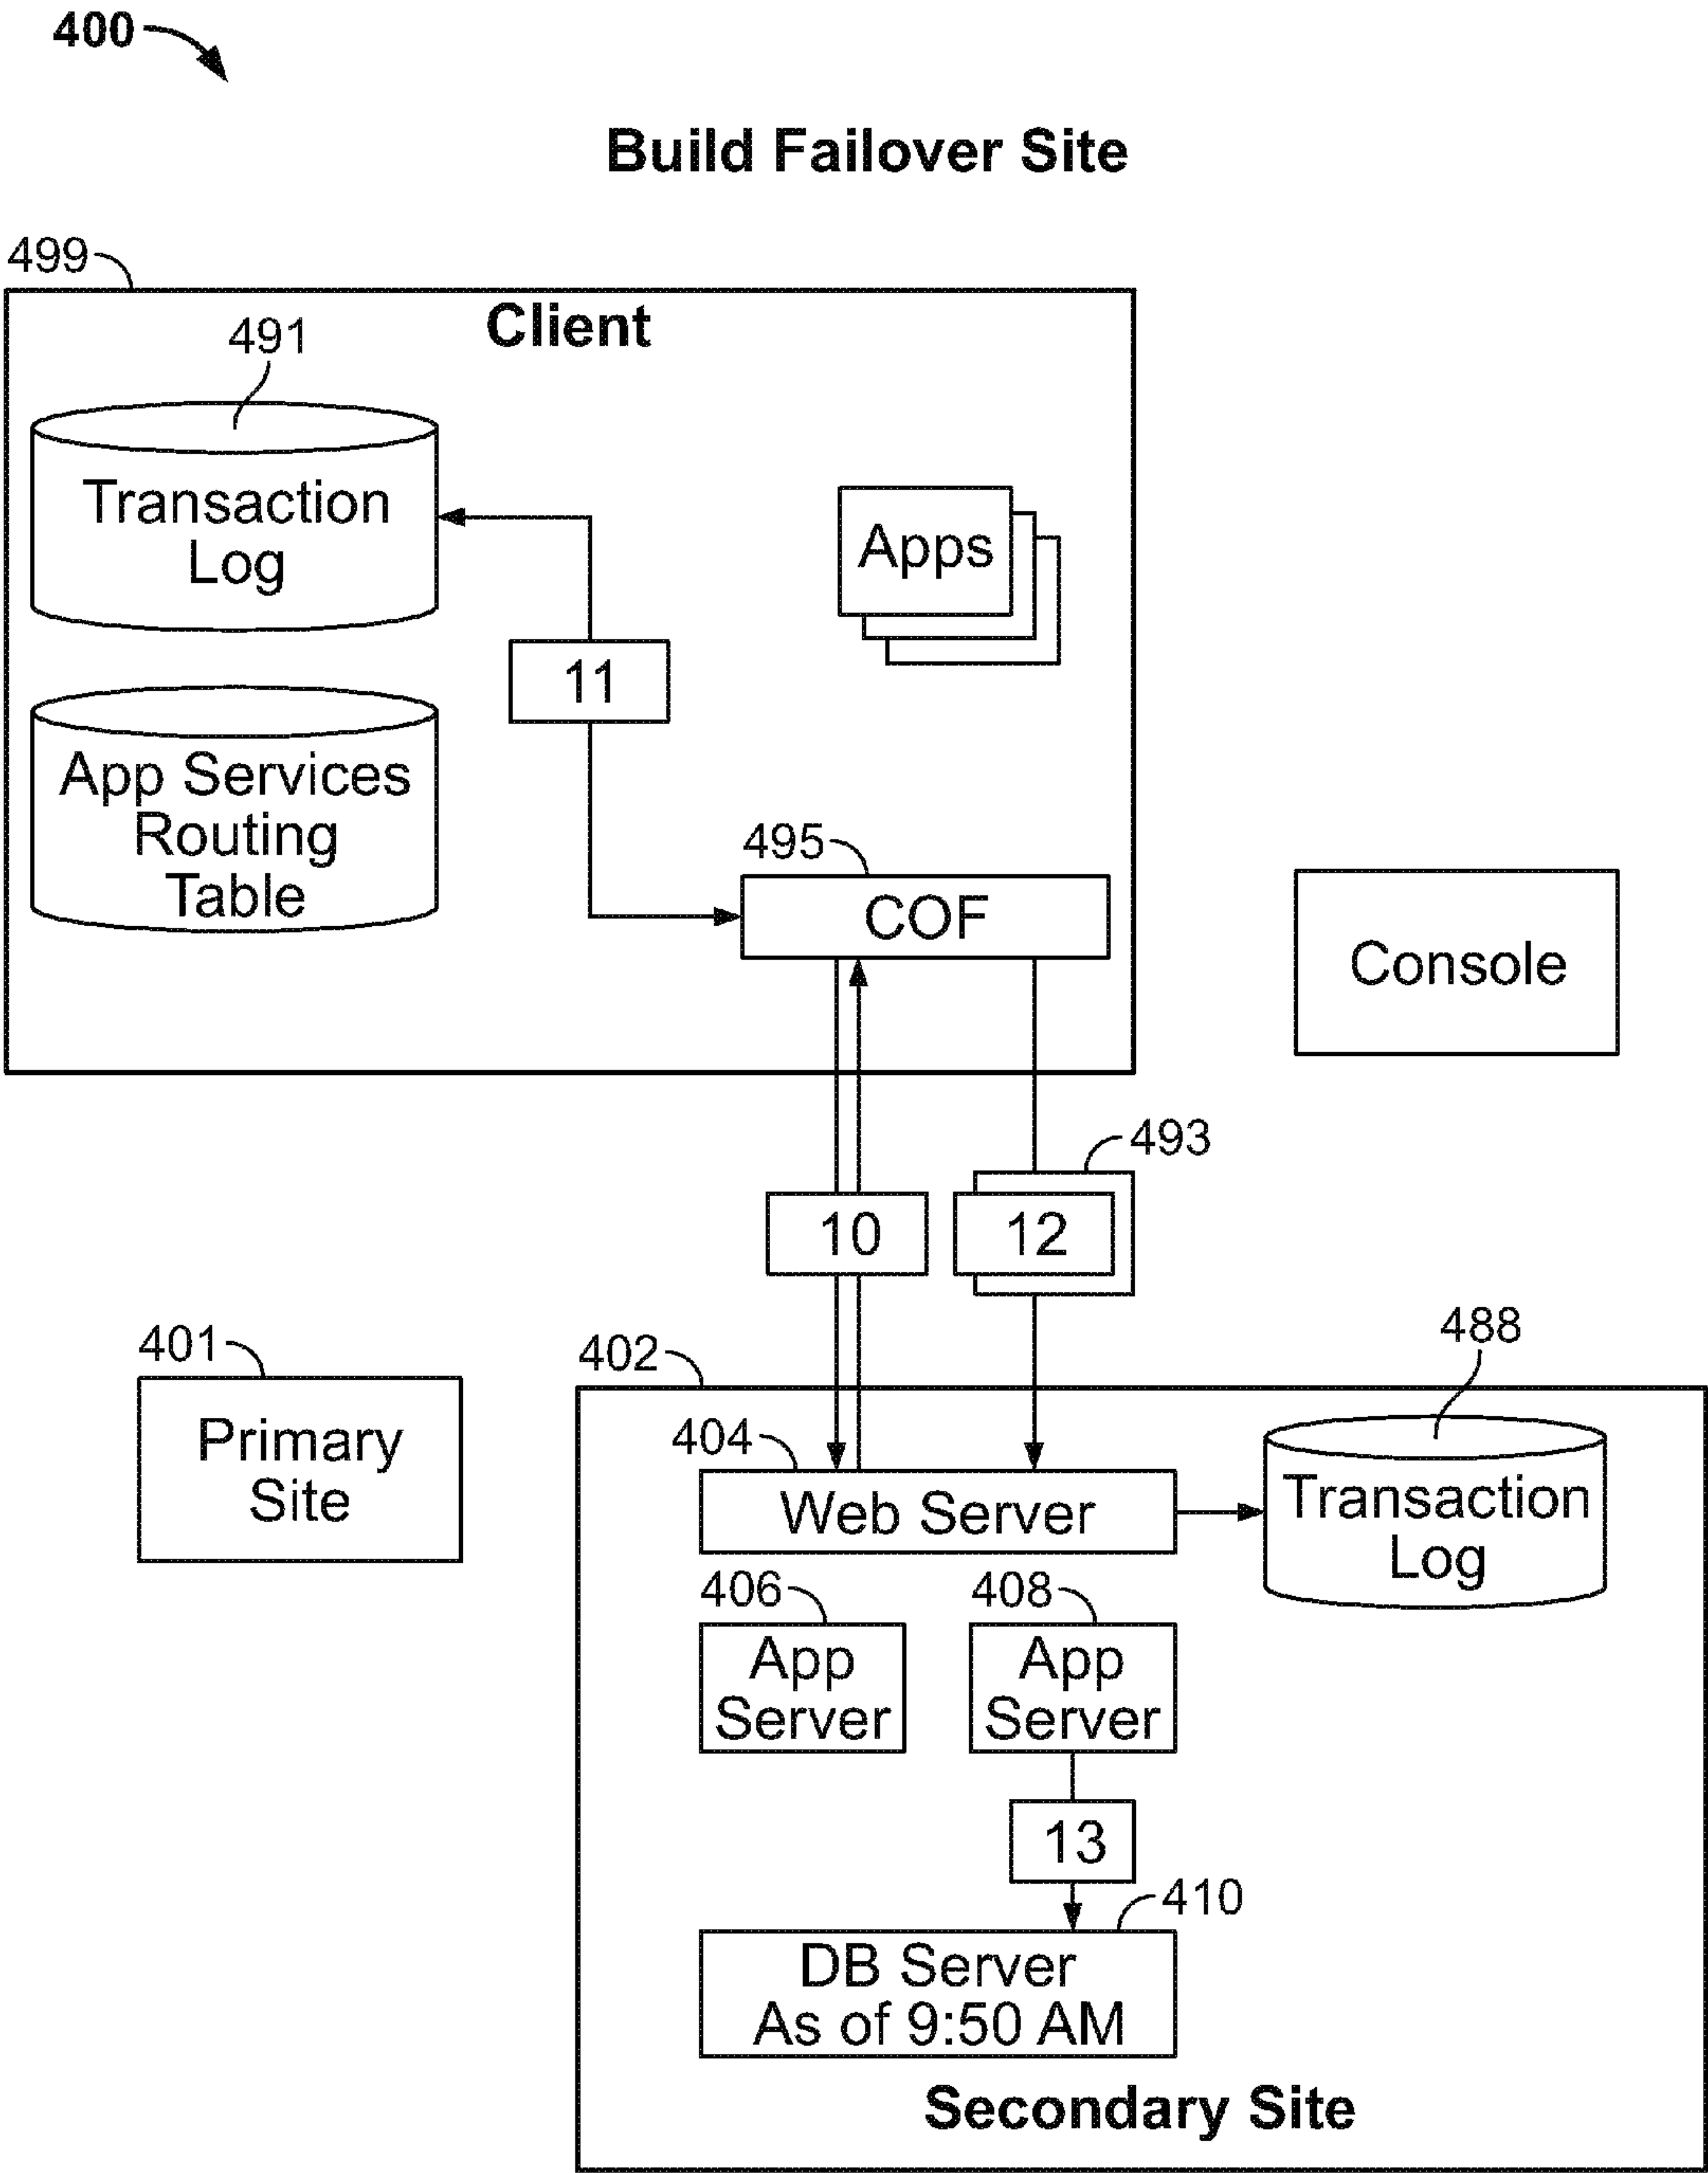 400
Build Failover Site
499
Client
491
Transaction
Log
Apps
11
App Services
Routing
Table
495
COF
Console
493
10
12
401
Primary
Site
402
488
404
Web Server
Transaction
Log
406
App
Server
408
App
Server
13
410
DB Server
As of 9:50 AM
Secondary Site